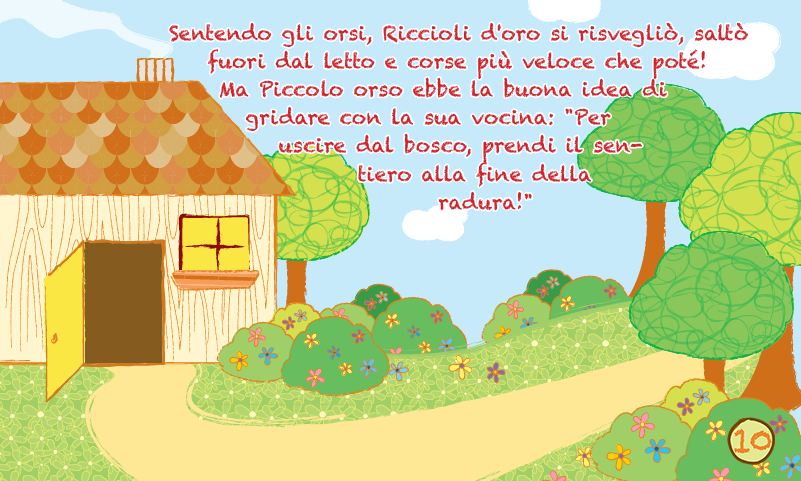 Sentendo gli orsi, Riccioli d'oro si risvegliò, saltò
fuori dal letto e corse più veloce che poté!
Ma Piccolo orso ebbe la buona idea di
gridare con la sua vocina: "Per
uscire dal bosco, prendi il sen-
tiero alla fine della
radura!"
10